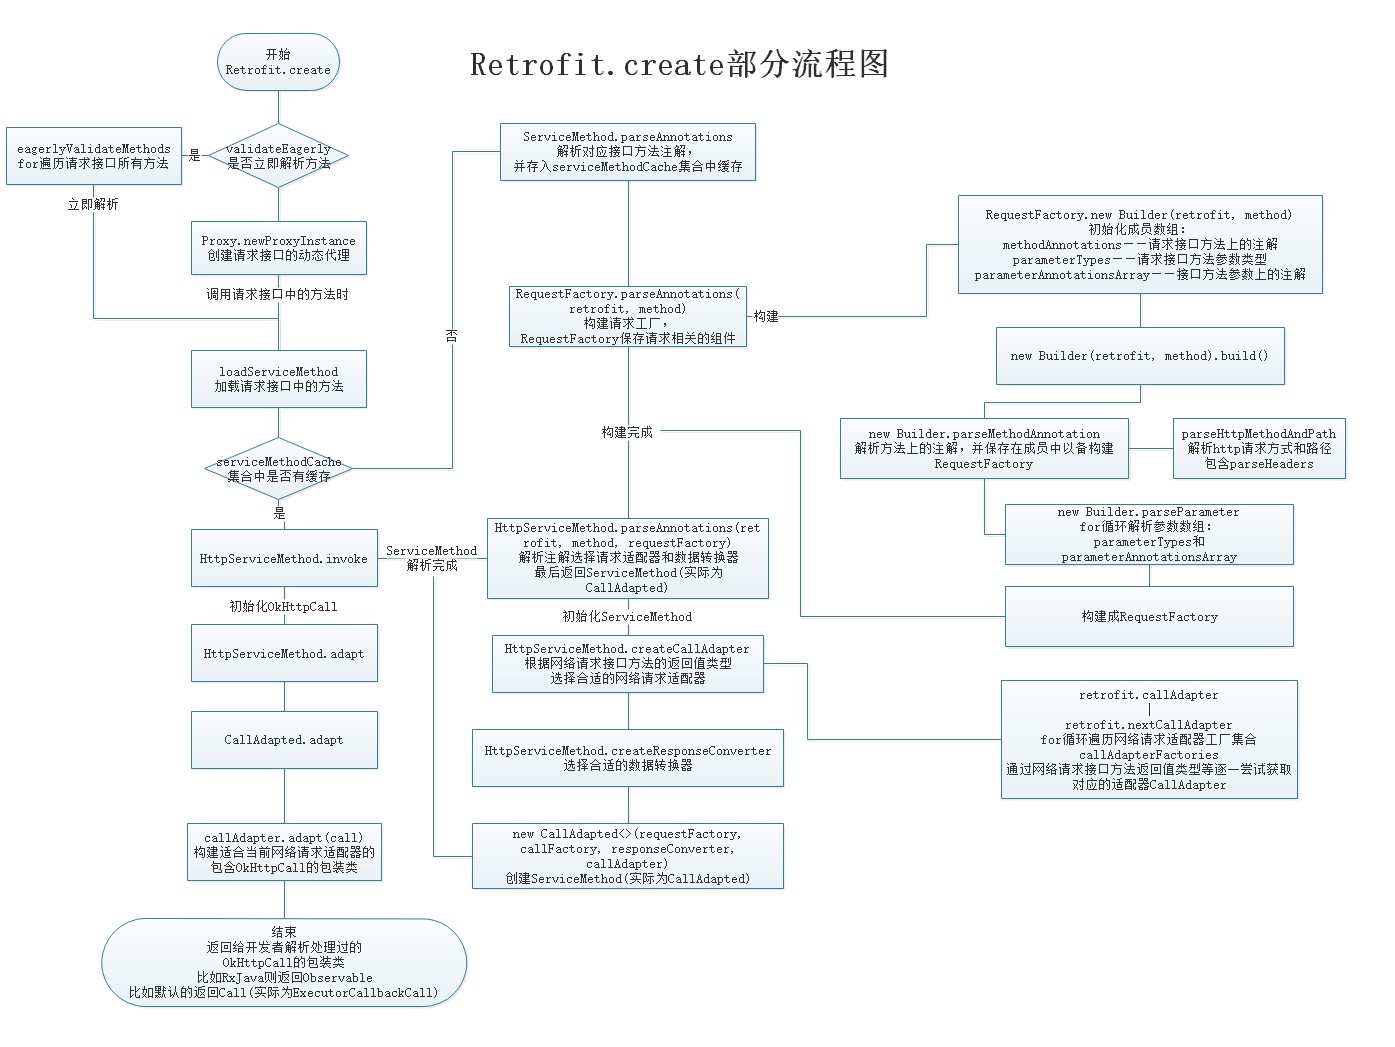 Retrofit.create部分流程图
开始
Retrofit.create
validateEagerly
是否立即解析方法
是
eagerlyValidateMethods
for遍历请求接口所有方法
立即解析
Proxy.newProxyInstance
创建请求接口的动态代理
调用请求接口中的方法时
loadServiceMethod
加载请求接口中的方法
serviceMethodCache
集合中是否有缓存
是
否
HttpServiceMethod.invoke
初始化OkHttpCall
HttpServiceMethod.adapt
CallAdapted.adapt
callAdapter.adapt(call)
构建适合当前网络请求适配器的
包含OkHttpCall的包装类
结束
返回给开发者解析处理过的
OkHttpCall的包装类
比如RxJava则返回Observable
比如默认的返回Call(实际为ExecutorCallbackCall)
ServiceMethod.parseAnnotations
解析对应接口方法注解，
并存入serviceMethodCache集合中缓存
RequestFactory.parseAnnotations(
retrofit, method)
构建请求工厂，
RequestFactory保存请求相关的组件
构建
构建完成
HttpServiceMethod.parseAnnotations(ret
rofit, method, requestFactory)
解析注解选择请求适配器和数据转换器
最后返回ServiceMethod(实际为
CallAdapted)
ServiceMethod
解析完成
初始化ServiceMethod
HttpServiceMethod.createCallAdapter
根据网络请求接口方法的返回值类型
选择合适的网络请求适配器
HttpServiceMethod.createResponseConverter
选择合适的数据转换器
new CallAdapted<>(requestFactory,
callFactory, responseConverter,
callAdapter)
创建ServiceMethod(实际为CallAdapted)
RequestFactory.new Builder(retrofit, method)
初始化成员数组：
methodAnnotations——请求接口方法上的注解
parameterTypes——请求接口方法参数类型
parameterAnnotationsArray——接口方法参数上的注解
new Builder(retrofit, method).build()
new Builder.parseMethodAnnotation
解析方法上的注解，并保存在成员中以备构建
RequestFactory
parseHttpMethodAndPath
解析http请求方式和路径
包含parseHeaders
new Builder.parseParameter
for循环解析参数数组：
parameterTypes和
parameterAnnotationsArray
构建成RequestFactory
retrofit.callAdapter
|
retrofit.nextCallAdapter
for循环遍历网络请求适配器工厂集合
callAdapterFactories
通过网络请求接口方法返回值类型等逐一尝试获取
对应的适配器CallAdapter